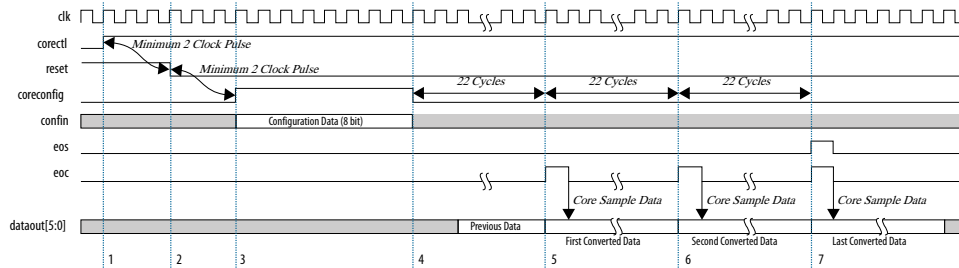 clk
corectl
Minimum 2 Clock Pulse
reset
Minimum 2 Clock Pulse
coreconfig
22 Cycles 22 Cycles 22 Cycles
confin
Configuration Data (8 bit)
eos
eoc
Core Sample Data Core Sample Data Core Sample Data
dataout[5:0]
Previous Data
First Converted Data Second Converted Data Last Converted Data
1 2 3 4 5 6 7